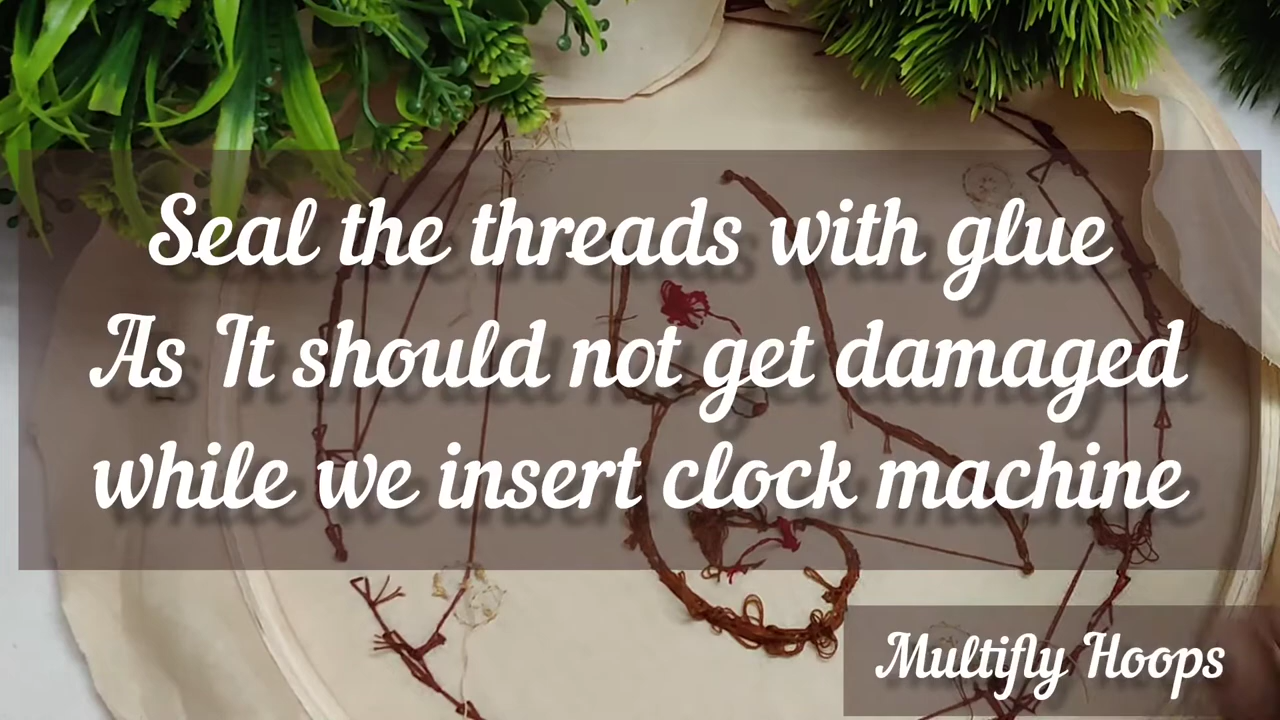 Seal the threads with glue
As It should not get damaged
while we insert clock machine
Multifly Hoops